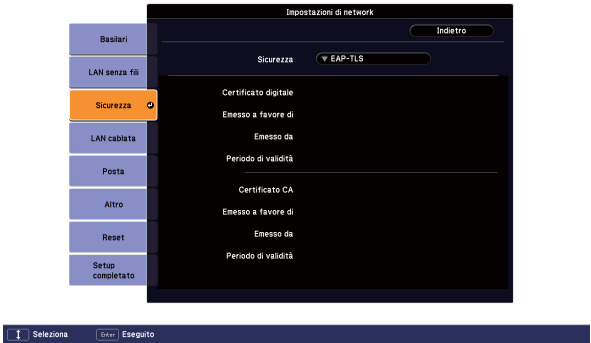 Impostazioni di network
Indietro
Basilari
LAN senza fili
Sicurezza
LAN cablata
Posta
Altro
Reset
Setup
completato
Sicurezza ▼ EAP-TLS
Certificato digitale
Emesso a favore di
Emesso da
Periodo di validità
Certificato CA
Emesso a favore di
Emesso da
Periodo di validità
Seleziona Enter Eseguito